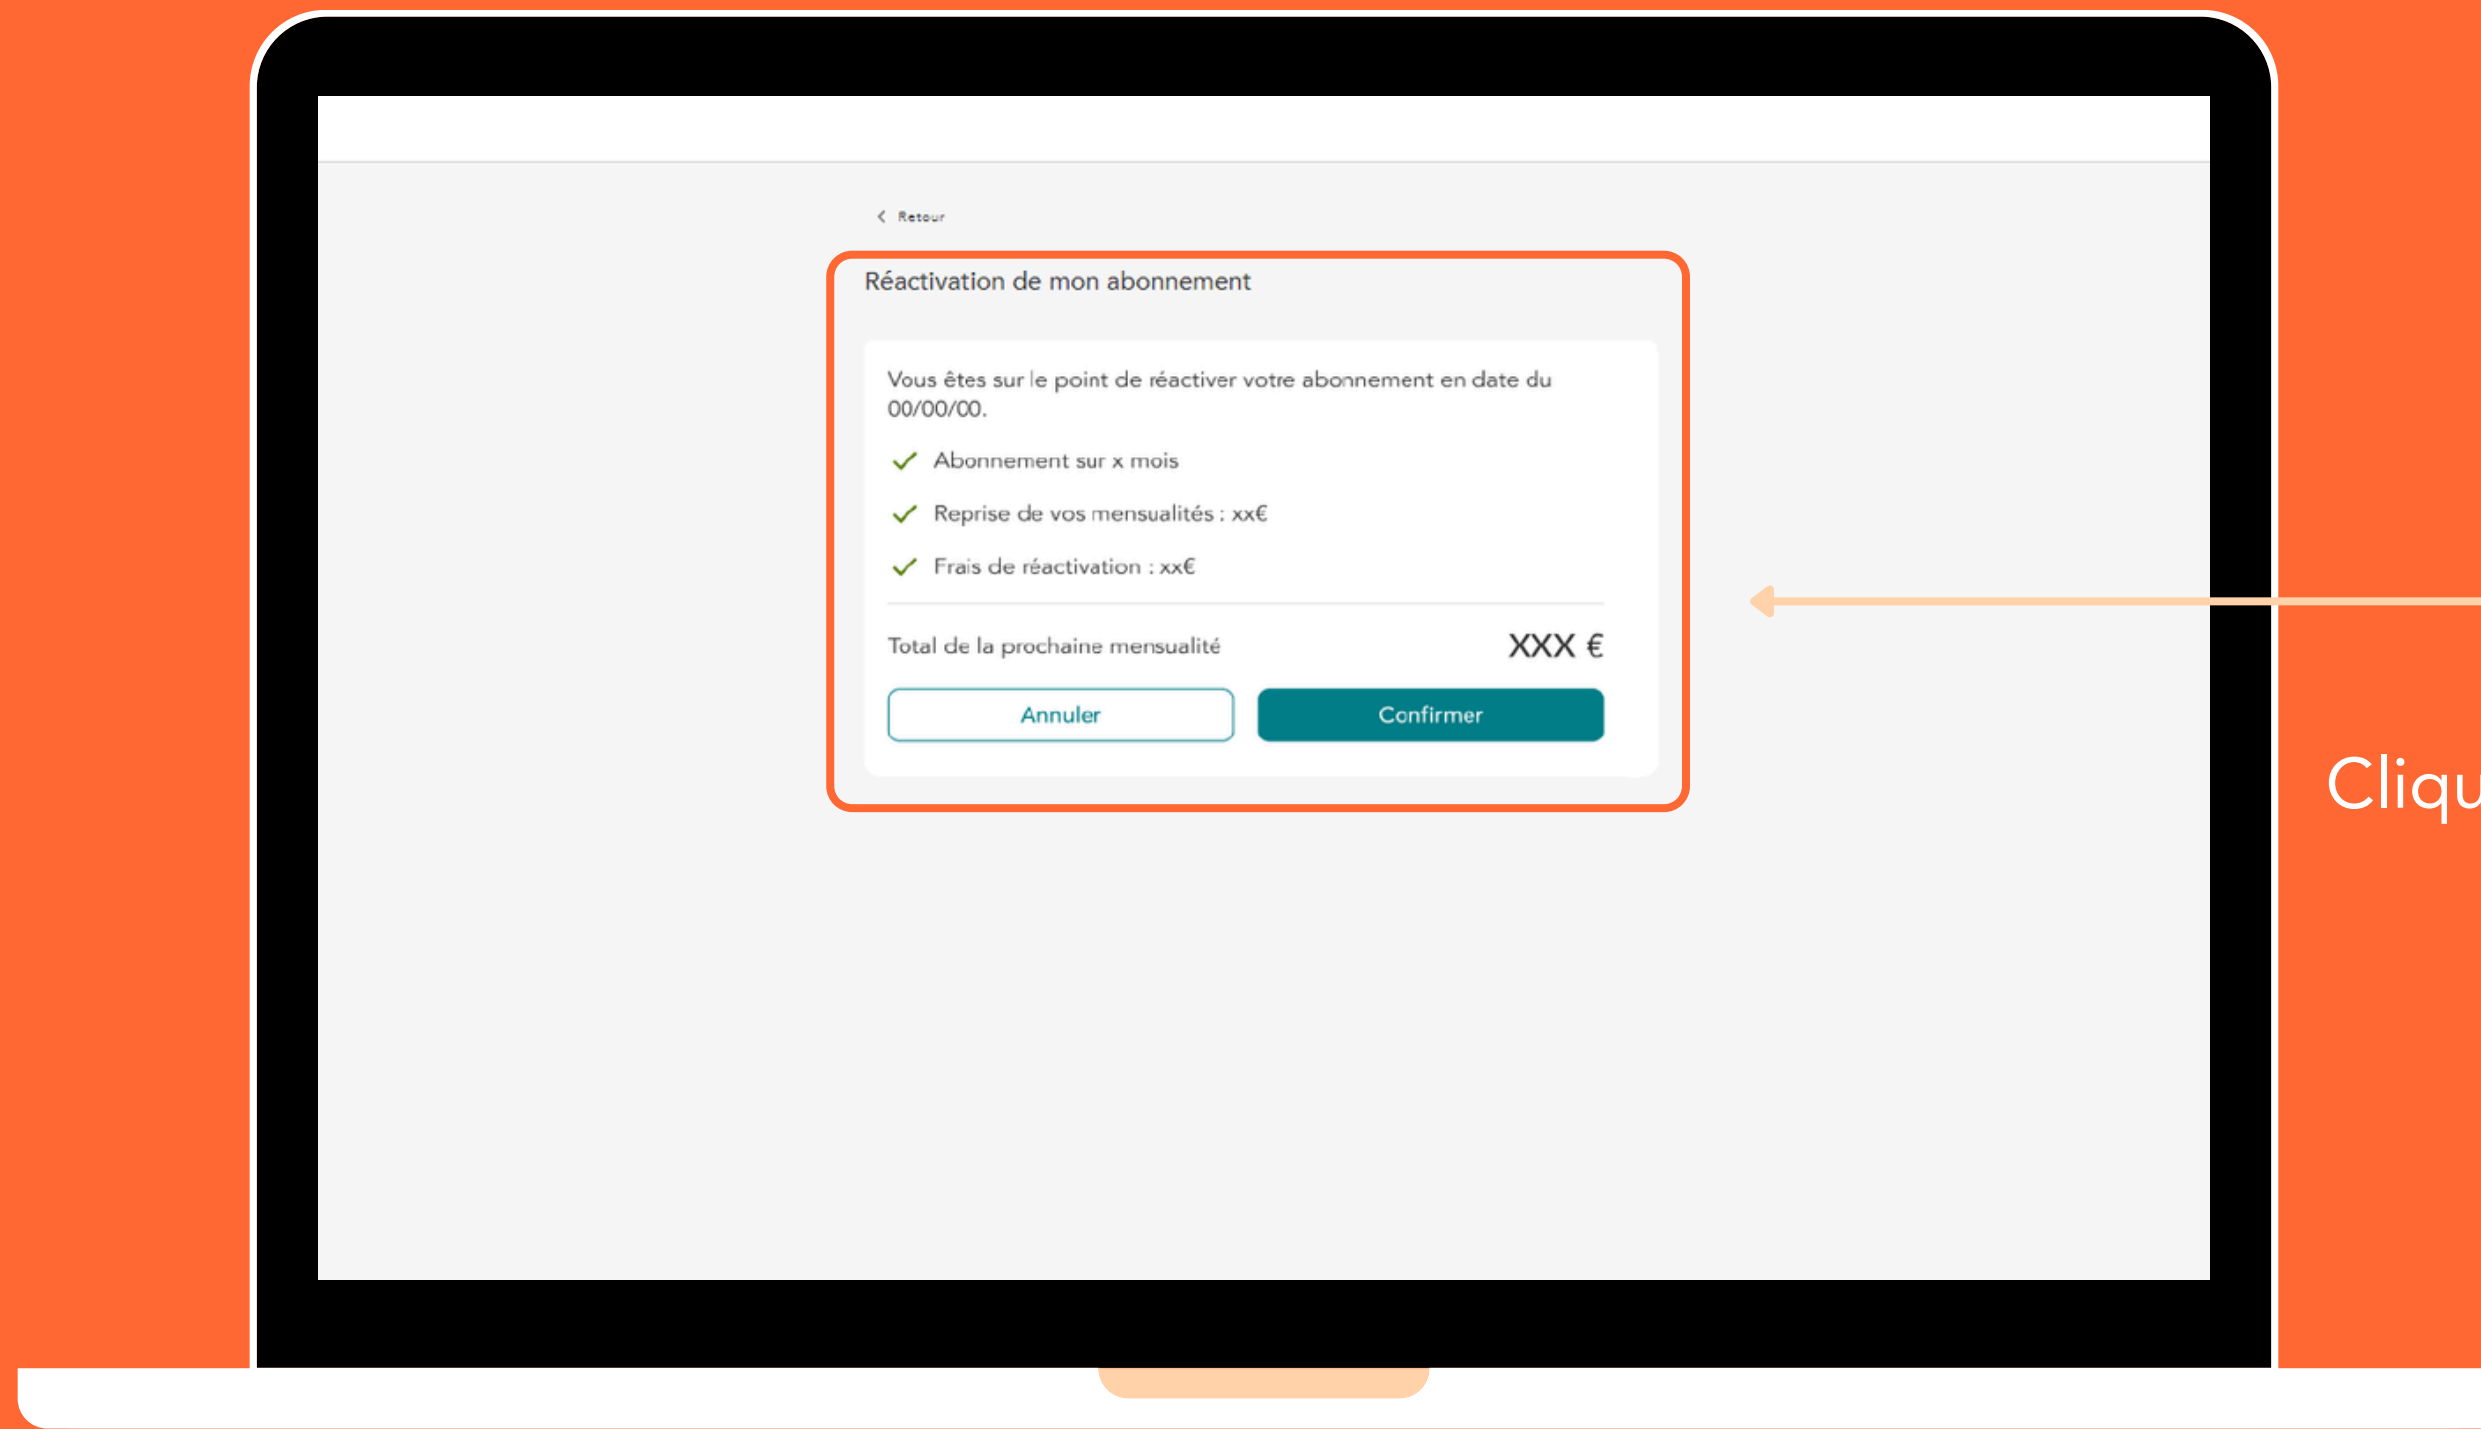 Retour
Réactivation de mon abonnement
Vous êtes sur le point de réactiver votre abonnement en date du
00/00/00.
Abonnement sur x mois
Reprise de vos mensualités : xx€
Frais de réactivation : xx€
Total de la prochaine mensualité XXX €
Annuler Confirmer
Cliqu